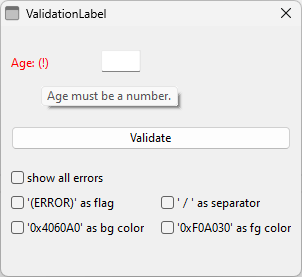 ValidationLabel
Age: (!)
Age must be a number.
Validate
show all errors
'(ERROR)' as flag
' / ' as separator
'0x4060A0' as bg color
'0xF0A030' as fg color